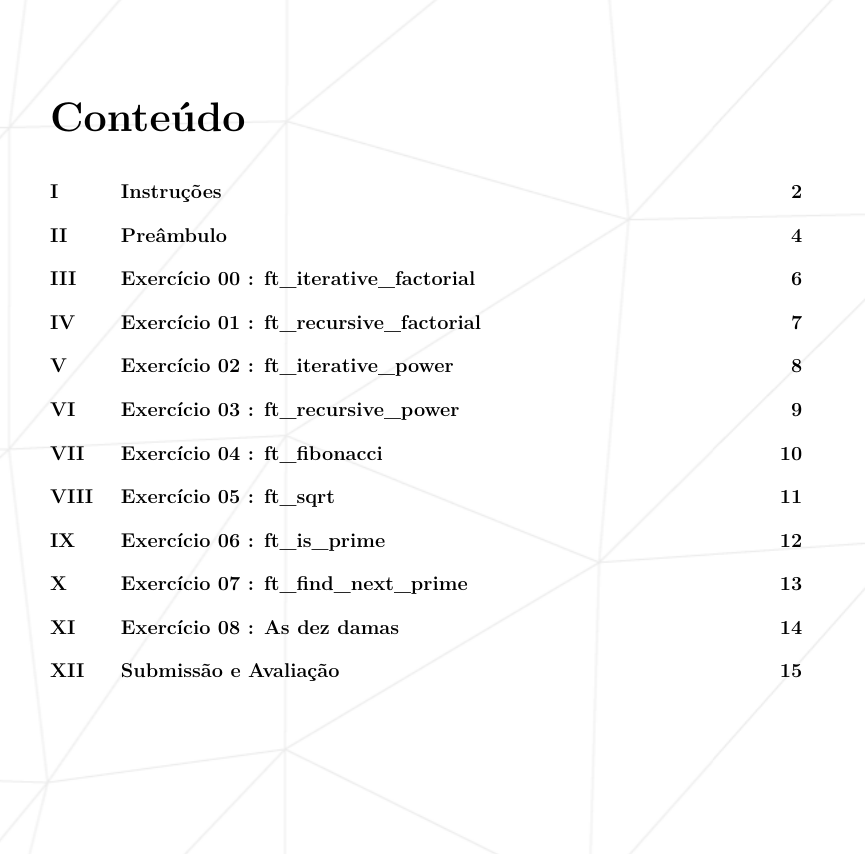 Conteúdo
I Instruções 2
II Preâmbulo 4
III Exercício 00 : ft_iterative_factorial 6
IV Exercício 01 : ft_recursive_factorial 7
V Exercício 02 : ft_iterative_power 8
VI Exercício 03 : ft_recursive_power 9
VII Exercício 04 : ft_fibonacci 10
VIII Exercício 05 : ft_sqrt 11
IX Exercício 06 : ft_is_prime 12
X Exercício 07 : ft_find_next_prime 13
XI Exercício 08 : As dez damas 14
XII Submissão e Avaliação 15